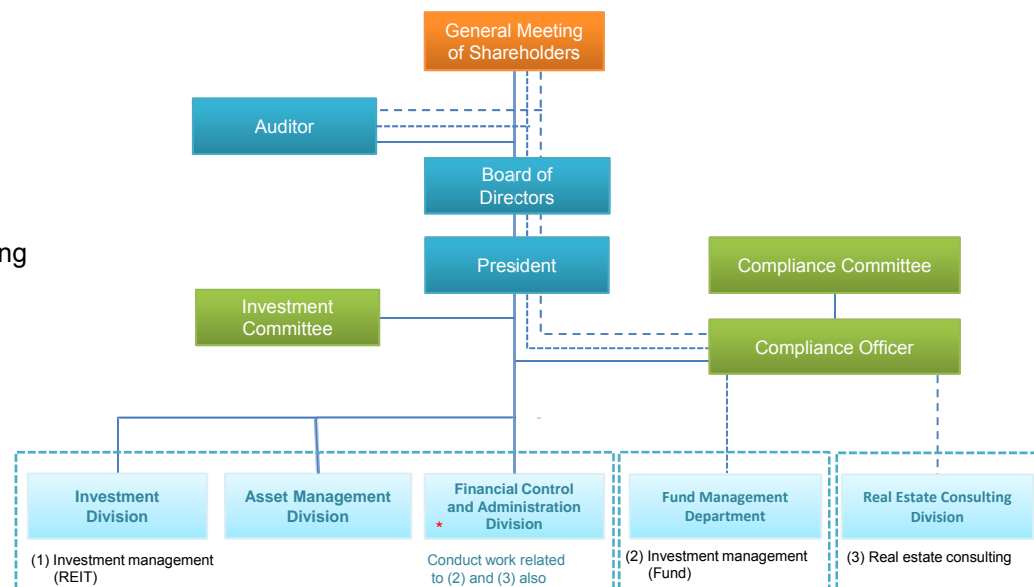 General Meeting
of Shareholders
Auditor
Board of
Directors
ng
President
Compliance Committee
Investment
Committee
Compliance Officer
Investment
Division
Asset Management
Division
Financial Control
and Administration
* Division
Fund Management
Department
Real Estate Consulting
Division
(1) Investment management
(REIT)
Conduct work related
to (2) and (3) also
(2) Investment management
(Fund)
(3) Real estate consulting